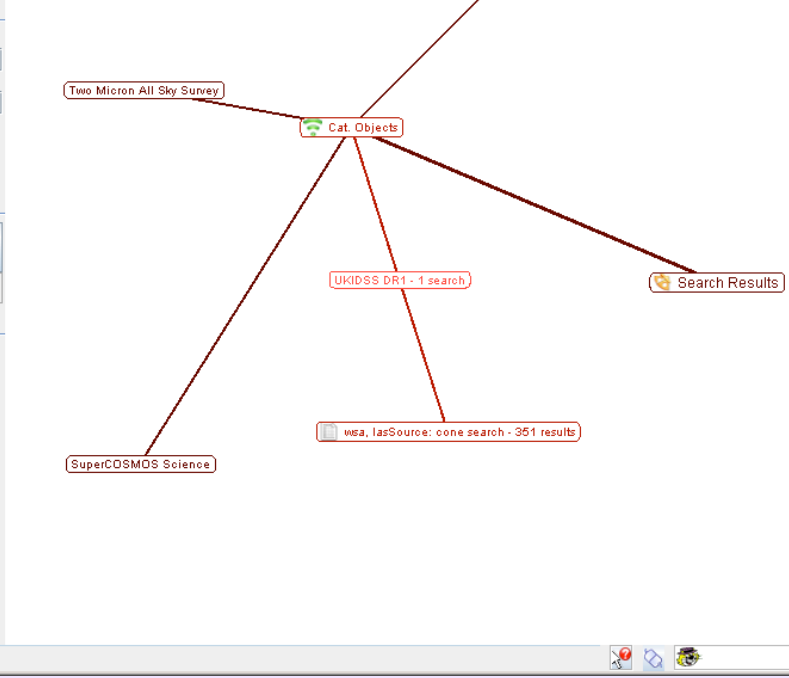 Two Micron All Sky Survey
Cat. Objects
UKIDSS DR1 - 1 search
Search Results
wsa, lasSource: cone search - 351 results
SuperCOSMOS Science